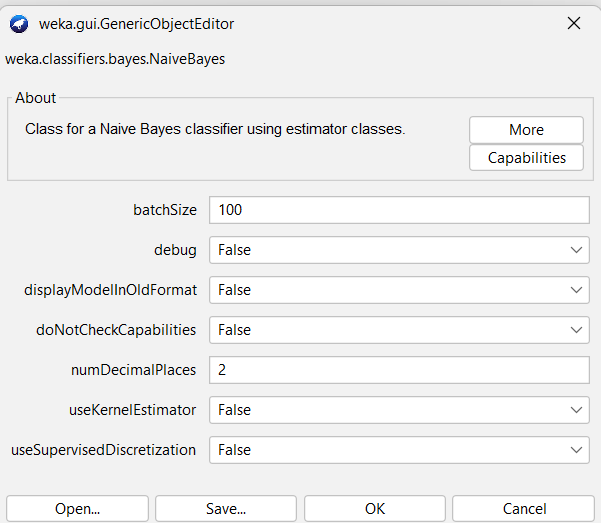 weka.gui.GenericObjectEditor
weka.classifiers.bayes.NaiveBayes
About
Class for a Naive Bayes classifier using estimator classes.
More
Capabilities
batchSize 100
debug False
displayModelInOldFormat False
doNotCheckCapabilities False
numDecimalPlaces 2
useKernelEstimator False
useSupervisedDiscretization False
Open... Save... OK Cancel